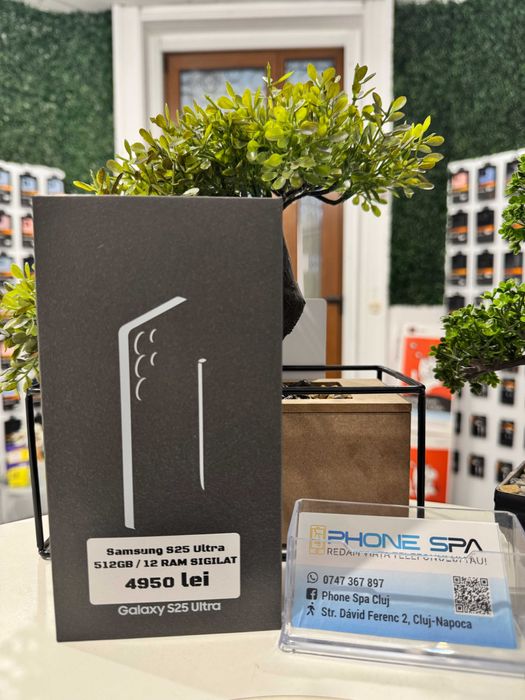 Samsung S25 Ultra
512GB / 12 RAM SIGILAT
4950 lei
Galaxy S25 Ultra
PHONE SPA
REDĂM VIAȚA TELEFONULUI TĂU!
0747 367 897
Phone Spa Cluj
Str. Dávid Ferenc 2, Cluj-Napoca